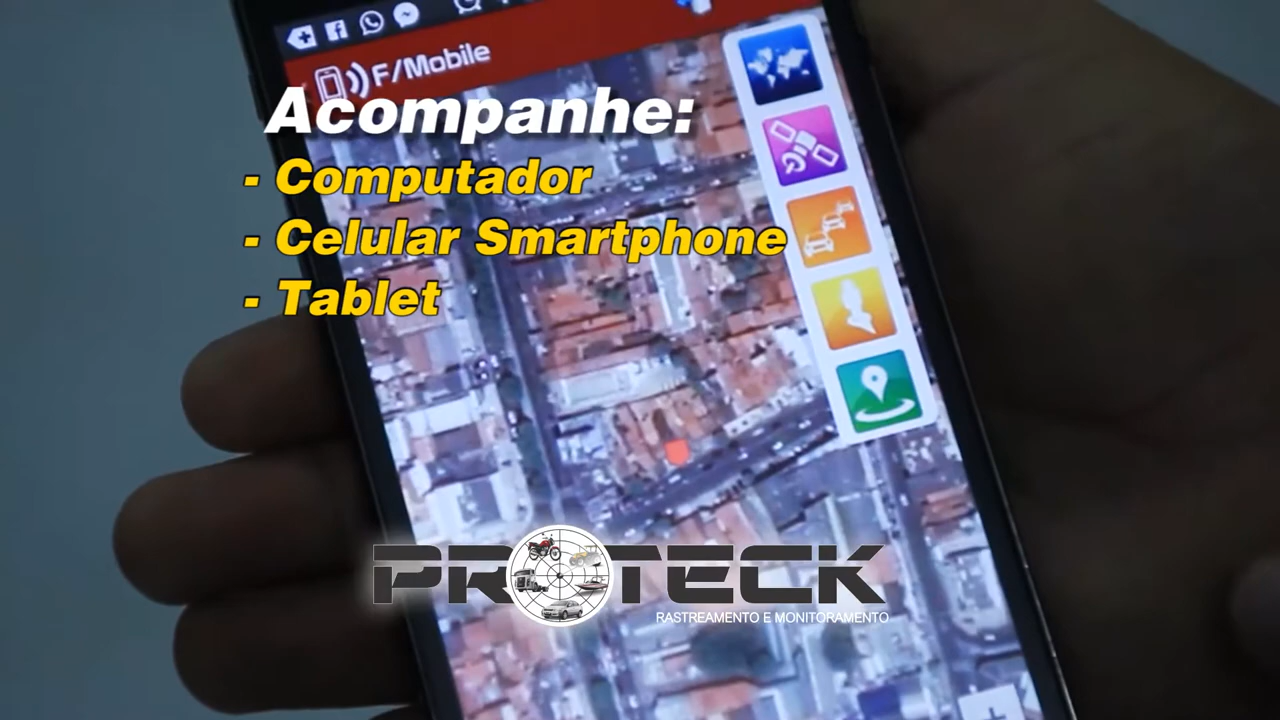 F/Mobile
Acompanhe:
- Computador
- Celular Smartphone
- Tablet
PROTECK
RASTREAMENTO E MONITORAMENTO